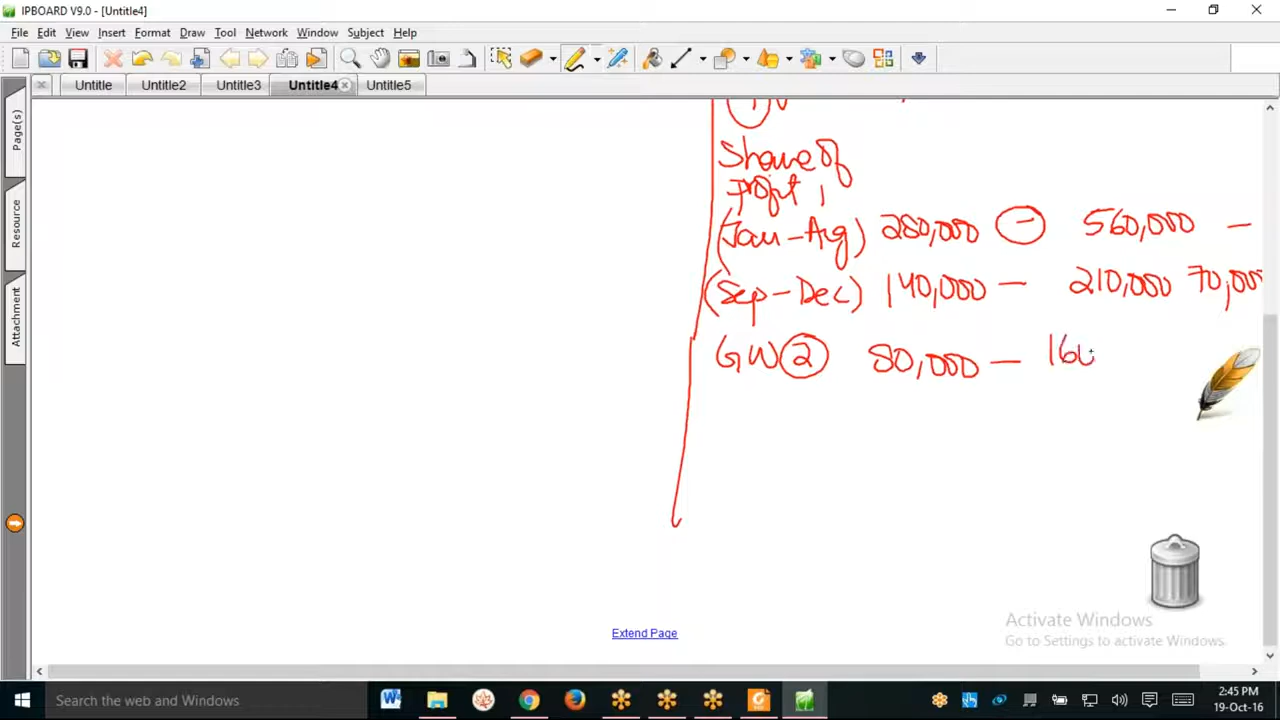 IPBOARD V9.0 - [Untitle4]
File Edit View Insert Format Draw Tool Network Window Subject Help
Untitle Untitle2 Untitle3 Untitle4 Untitle5
Page(s)
Resource
Attachment
Share of
profit
(Jan-Aug) 280,000 - 560,000 -
(Sep-Dec) 140,000 - 210,000 70,000
GW 2 80,000 - 160
Extend Page
Activate Windows
Go to Settings to activate Windows.
Search the web and Windows
2:45 PM
19-Oct-16